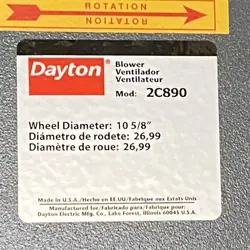 ROTATION
ROTATION
Dayton
Blower
Ventilador
Ventilateur
Mod: 2C890
Wheel Diameter: 10 5/8"
Diámetro de rodete: 26,99
Diamètre de roue: 26,99
Made in U.S.A./Hecho en EE.UU/Fabriqué aux Etats-Unis
Manufactured for/Fabricado para/Fabriqué pour:
Dayton Electric Mfg. Co., Lake Forest, Illinois 60045 U.S.A.